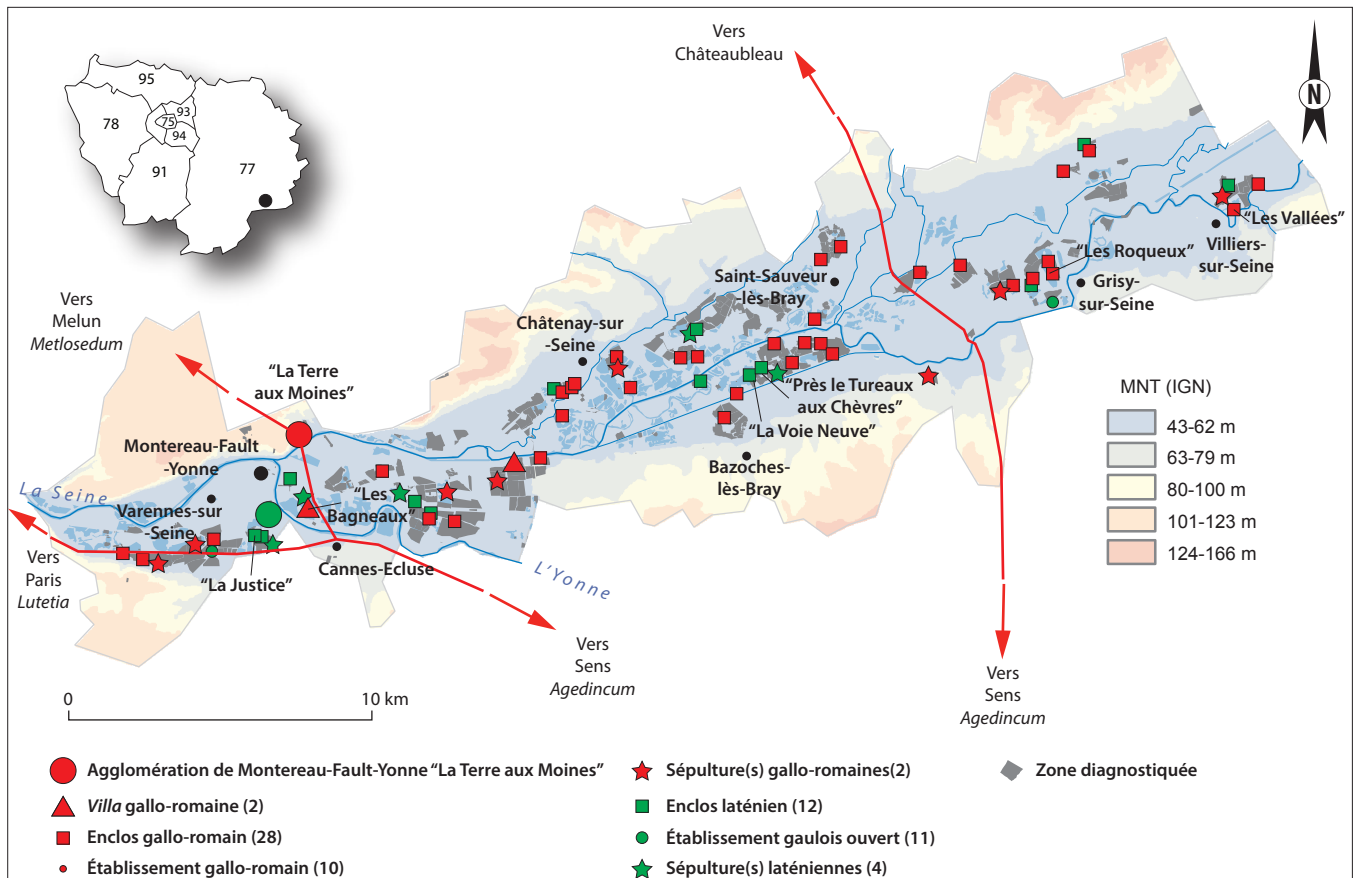 95
93
78
75
94
91
77
Vers
Châteaubleau
N
"Les Vallées"
Villiers-
sur-Seine
"Les Roqueux"
Grisy-
sur-Seine
Saint-Sauveur
-lès-Bray
Châtenay-sur
-Seine
Vers
Melun
Metlosedum
"La Terre
aux Moines"
"Près le Tureaux
aux Chèvres"
"La Voie Neuve"
Bazoches-
lès-Bray
Montereau-Fault
-Yonne
La Seine
Varennes-sur
-Seine
"Les
Bagneaux"
Vers
Paris
Lutetia
"La Justice"
Cannes-Ecluse
L'Yonne
Vers
Sens
Agedincum
Vers
Sens
Agedincum
MNT (IGN)
43-62 m
63-79 m
80-100 m
101-123 m
124-166 m
0 10 km
Agglomération de Montereau-Fault-Yonne "La Terre aux Moines"
Villa gallo-romaine (2)
Enclos gallo-romain (28)
Établissement gallo-romain (10)
Sépulture(s) gallo-romaines(2)
Enclos laténien (12)
Établissement gaulois ouvert (11)
Sépulture(s) laténiennes (4)
Zone diagnostiquée